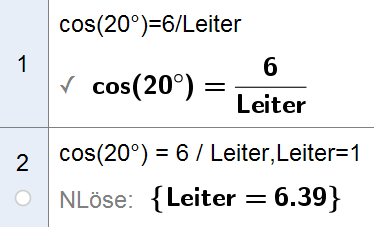 1
cos(20°)=6/Leiter
✓ cos(20°) = 6/Leiter
2
cos(20°) = 6 / Leiter,Leiter=1
NLöse: {Leiter = 6.39}